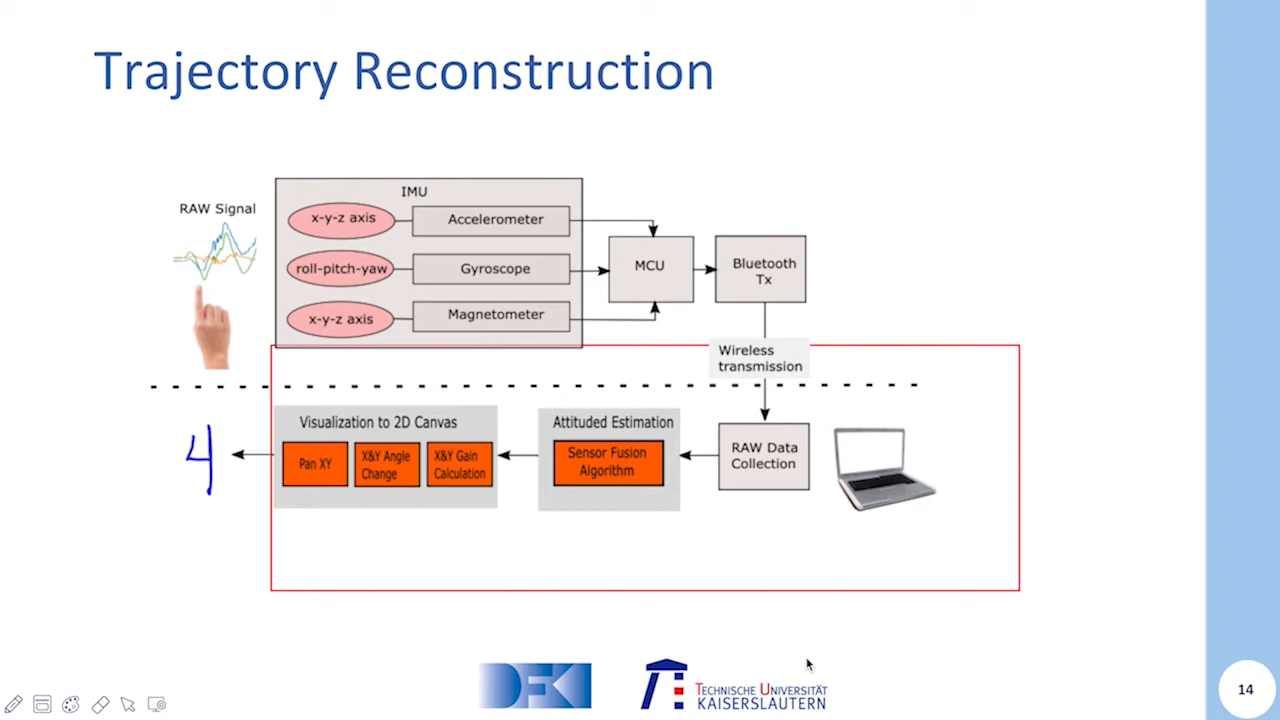 Trajectory Reconstruction
RAW Signal
IMU
x-y-z axis
Accelerometer
roll-pitch-yaw
Gyroscope
x-y-z axis
Magnetometer
MCU
Bluetooth
Tx
Wireless
transmission
4
Visualization to 2D Canvas
Pan XY
X&Y Angle
Change
X&Y Gain
Calculation
Attituded Estimation
Sensor Fusion
Algorithm
RAW Data
Collection
DFKI
TECHNISCHE UNIVERSITÄT
KAISERSLAUTERN
14